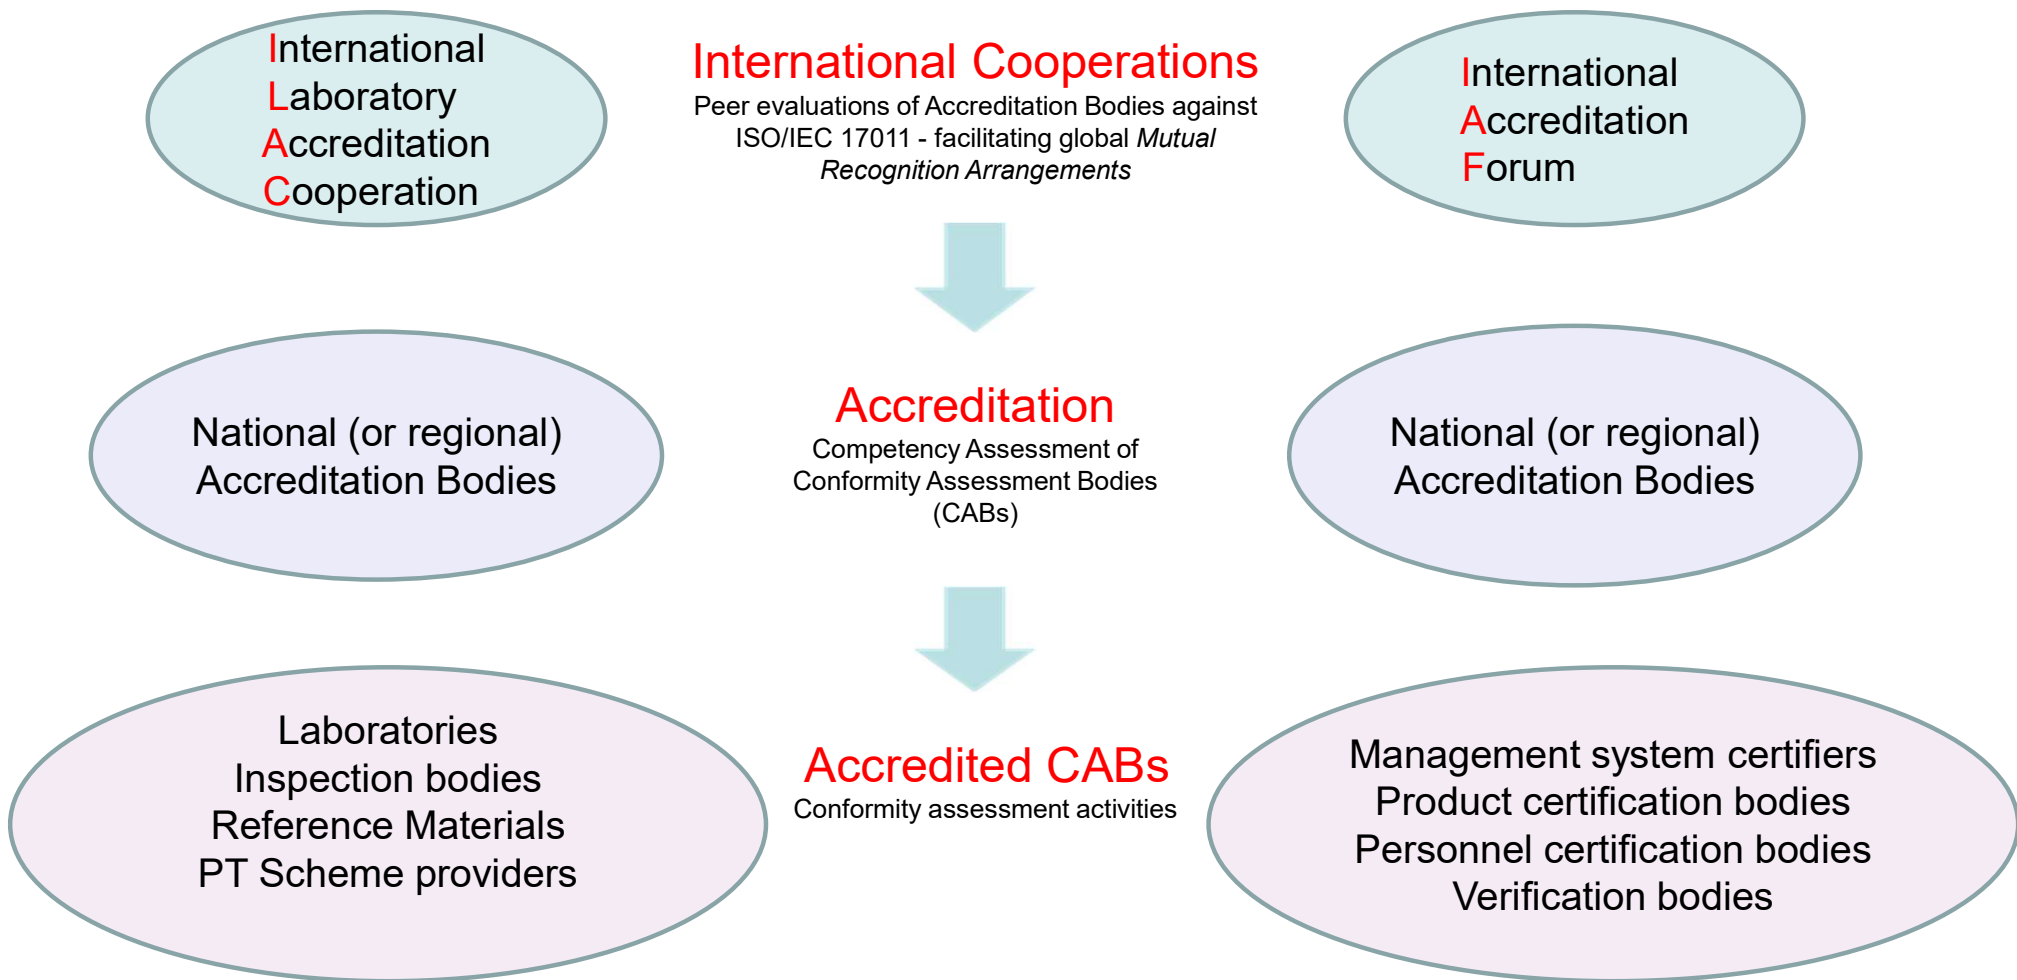 International
Laboratory
Accreditation
Cooperation
International Cooperations
Peer evaluations of Accreditation Bodies against
ISO/IEC 17011 - facilitating global Mutual
Recognition Arrangements
International
Accreditation
Forum
National (or regional)
Accreditation Bodies
Accreditation
Competency Assessment of
Conformity Assessment Bodies
(CABs)
National (or regional)
Accreditation Bodies
Laboratories
Inspection bodies
Reference Materials
PT Scheme providers
Accredited CABs
Conformity assessment activities
Management system certifiers
Product certification bodies
Personnel certification bodies
Verification bodies